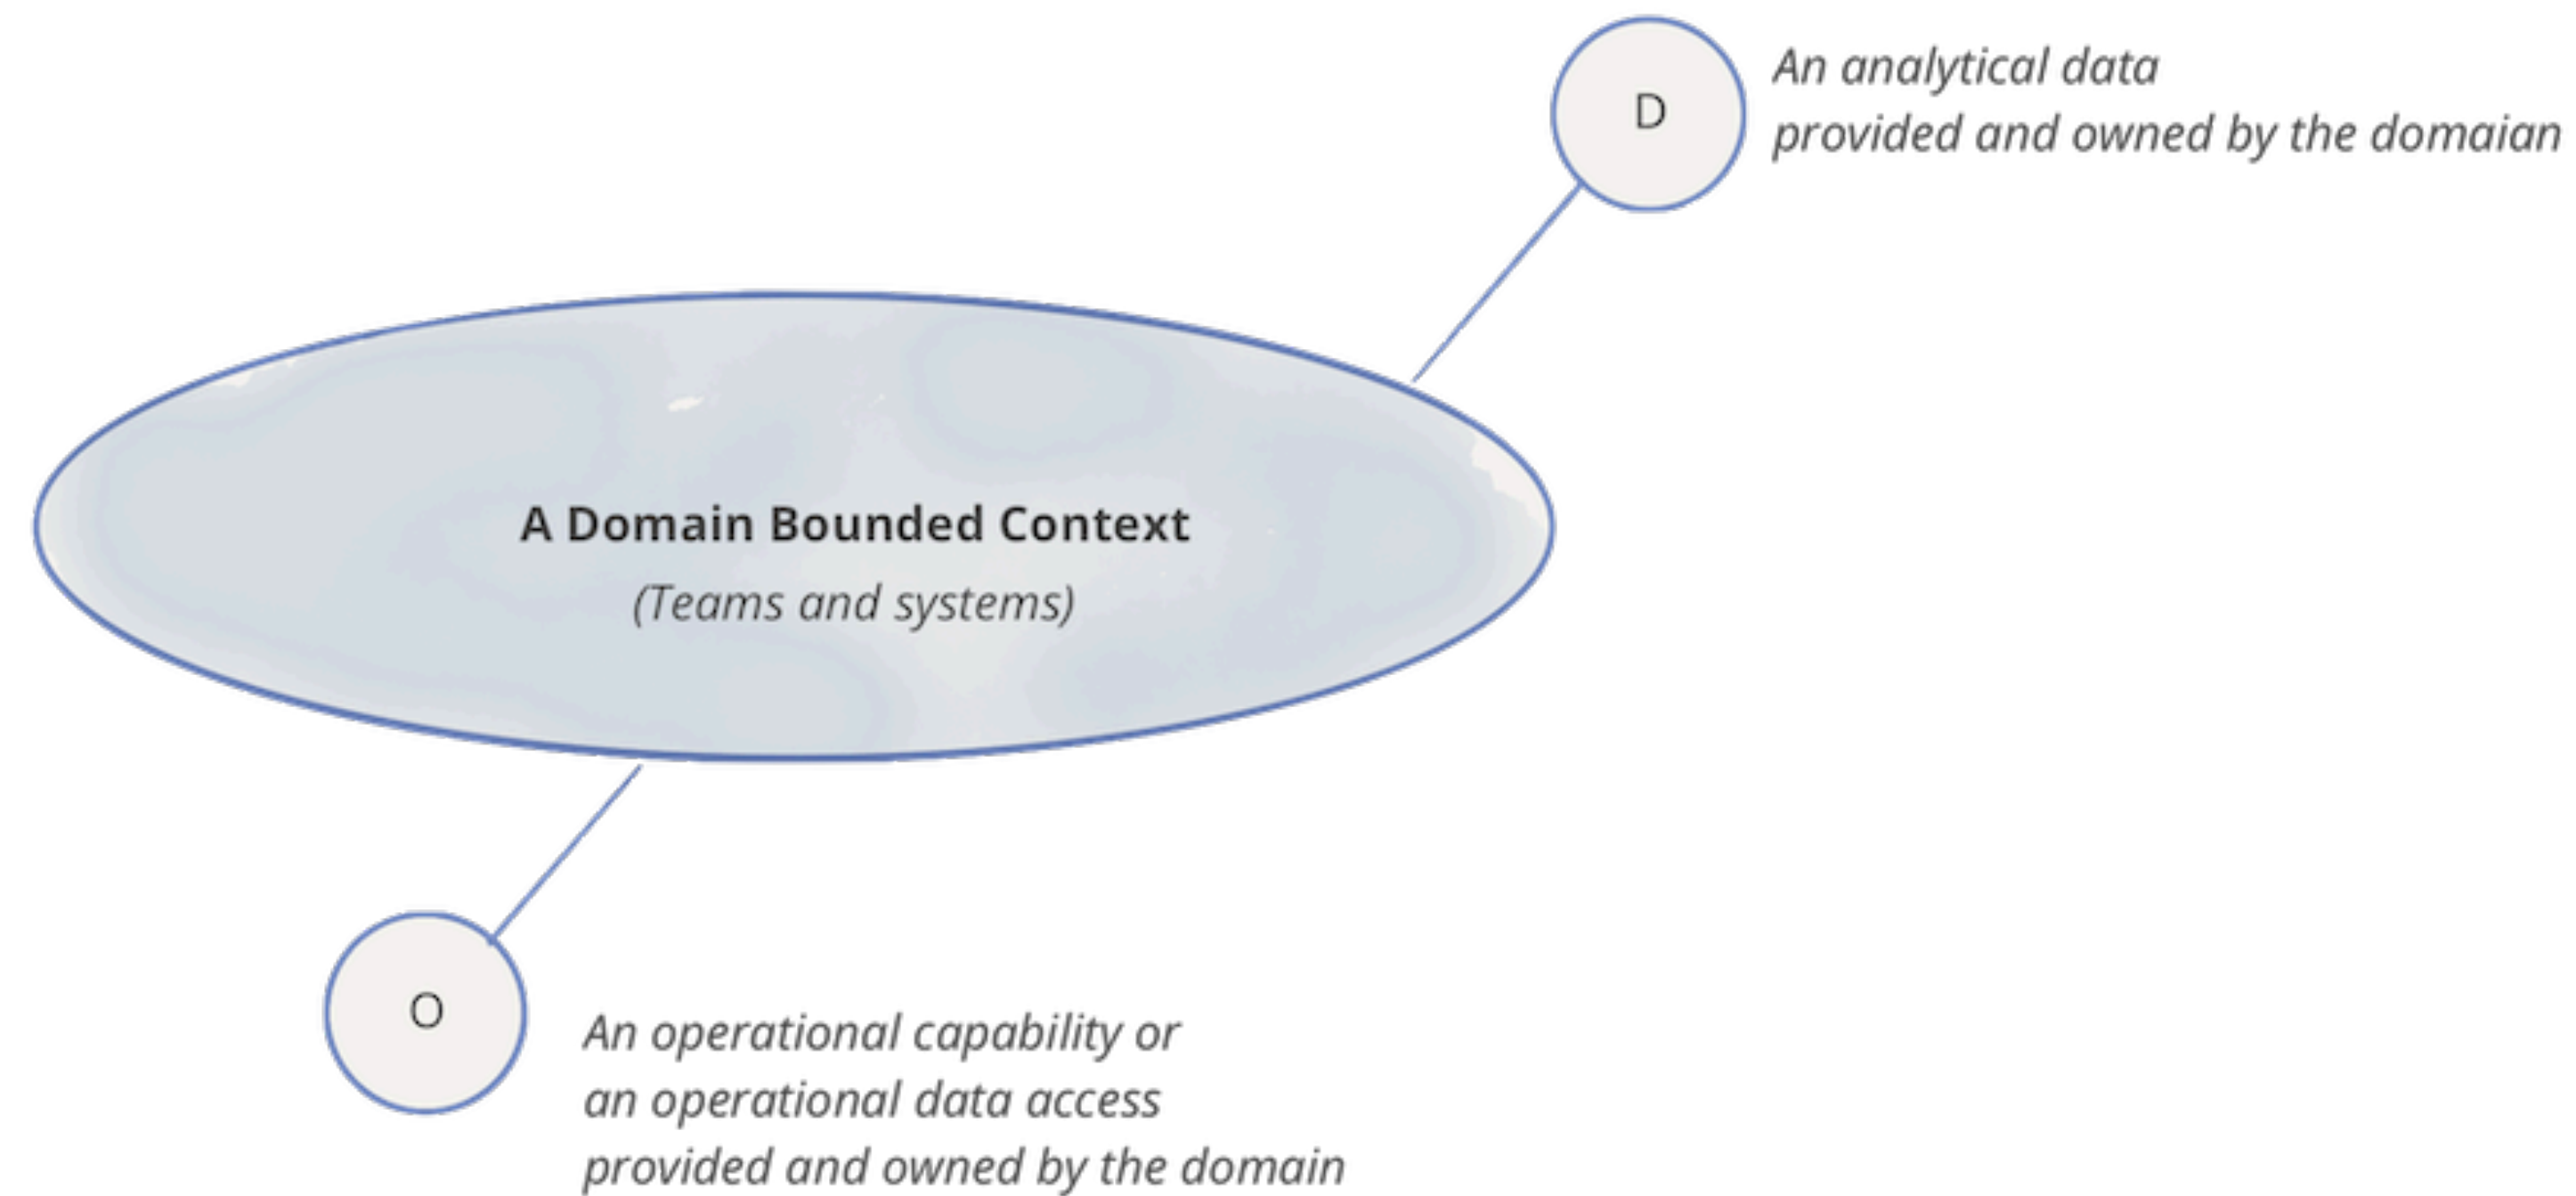 D
An analytical data
provided and owned by the domaian
A Domain Bounded Context
(Teams and systems)
O
An operational capability or
an operational data access
provided and owned by the domain